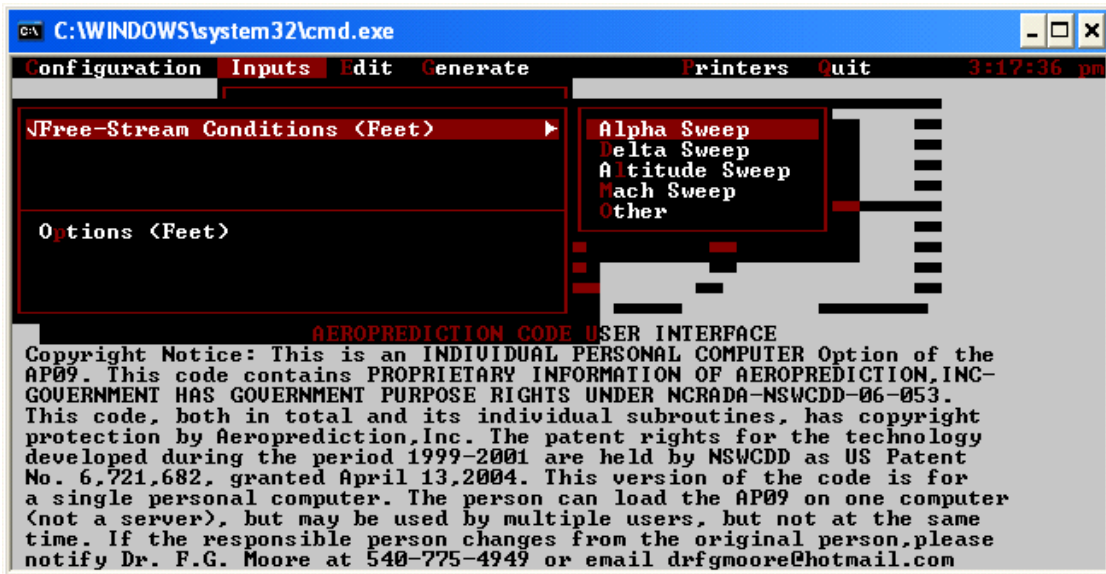 C:\WINDOWS\system32\cmd.exe
Configuration Inputs Edit Generate Printers Quit 3:17:36 pm
√Free-Stream Conditions (Feet)
Options (Feet)
Alpha Sweep
Delta Sweep
Altitude Sweep
Mach Sweep
Other
AEROPREDICTION CODE USER INTERFACE
Copyright Notice: This is an INDIVIDUAL PERSONAL COMPUTER Option of the
AP09. This code contains PROPRIETARY INFORMATION OF AEROPREDICTION,INC-
GOVERNMENT HAS GOVERNMENT PURPOSE RIGHTS UNDER NCRADA-NSWCDD-06-053.
This code, both in total and its individual subroutines, has copyright
protection by Aeroprediction,Inc. The patent rights for the technology
developed during the period 1999-2001 are held by NSWCDD as US Patent
No. 6,721,682, granted April 13,2004. This version of the code is for
a single personal computer. The person can load the AP09 on one computer
(not a server), but may be used by multiple users, but not at the same
time. If the responsible person changes from the original person,please
notify Dr. F.G. Moore at 540-775-4949 or email drfgmoore@hotmail.com